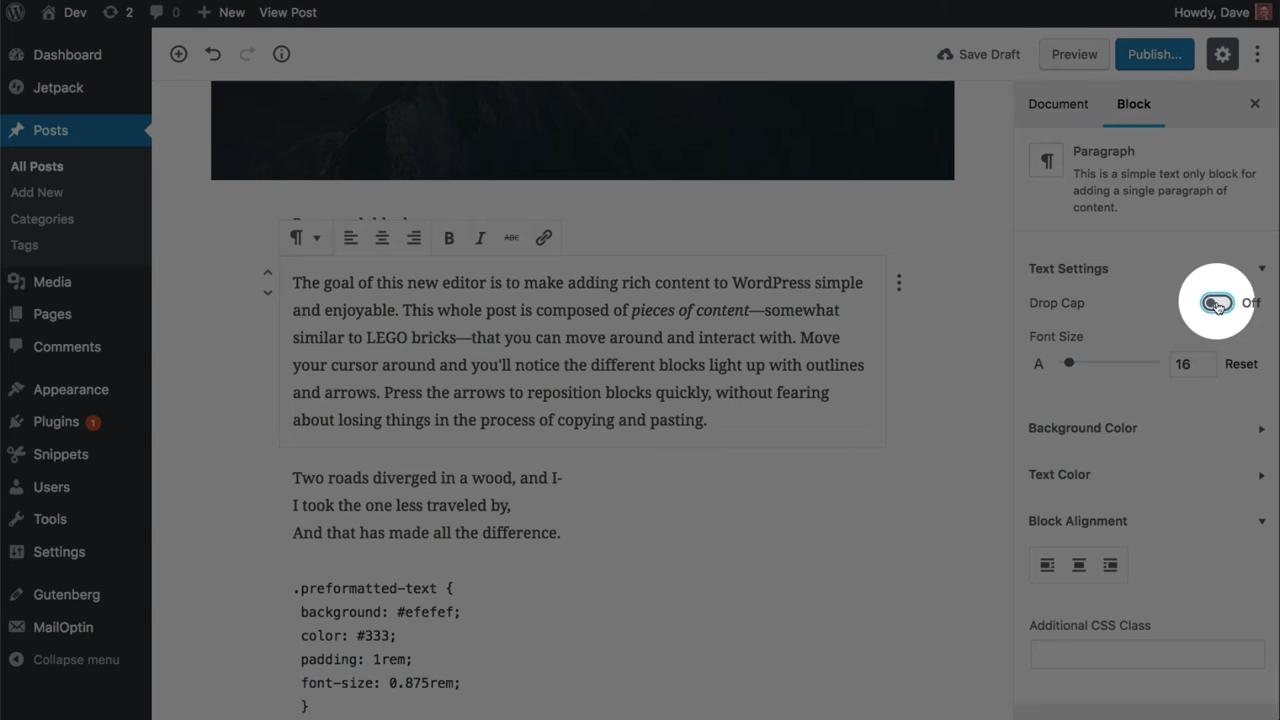 Dev 2 0 New View Post Howdy, Dave
Dashboard
Jetpack
Posts
All Posts
Add New
Categories
Tags
Media
Pages
Comments
Appearance
Plugins 1
Snippets
Users
Tools
Settings
Gutenberg
MailOptin
Collapse menu
Save Draft Preview Publish...
B I ABC
The goal of this new editor is to make adding rich content to WordPress simple
and enjoyable. This whole post is composed of pieces of content—somewhat
similar to LEGO bricks—that you can move around and interact with. Move
your cursor around and you'll notice the different blocks light up with outlines
and arrows. Press the arrows to reposition blocks quickly, without fearing
about losing things in the process of copying and pasting.
Two roads diverged in a wood, and I-
I took the one less traveled by,
And that has made all the difference.
.preformatted-text {
background: #efefef;
color: #333;
padding: 1rem;
font-size: 0.875rem;
}
Document Block
Paragraph
This is a simple text only block for
adding a single paragraph of
content.
Text Settings
Drop Cap Off
Font Size
A 16 Reset
Background Color
Text Color
Block Alignment
Additional CSS Class